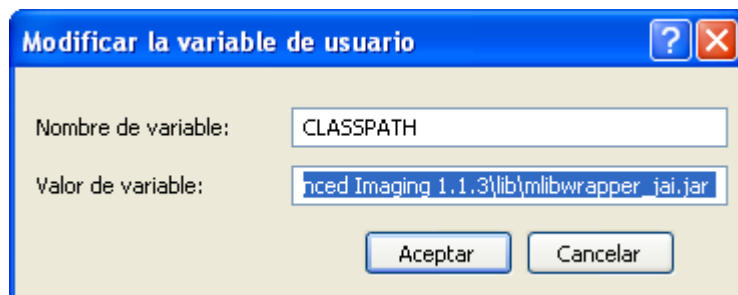 Modificar la variable de usuario
Nombre de variable: CLASSPATH
Valor de variable: nced Imaging 1.1.3\lib\mlibwrapper_jai.jar
Aceptar Cancelar